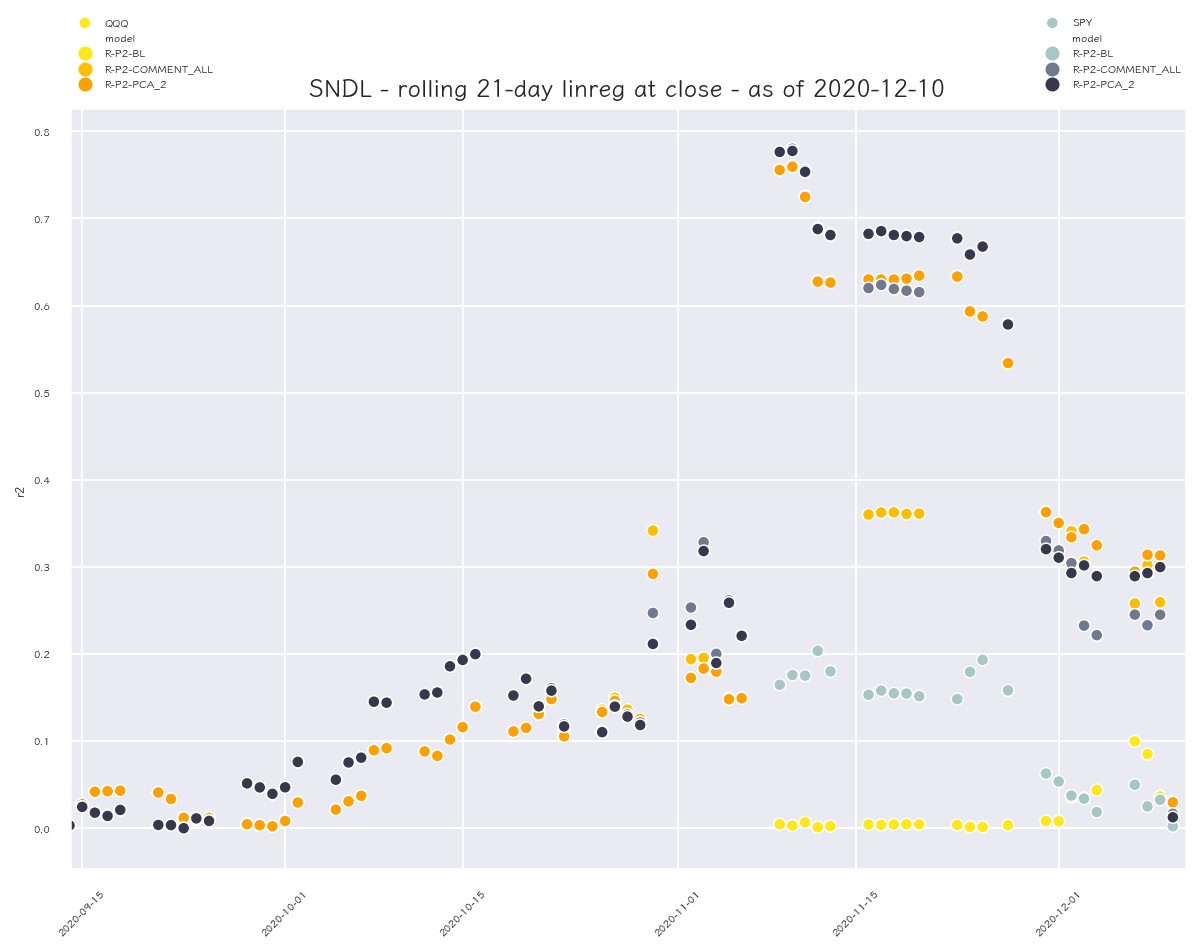 QQQ
model
R-P2-BL
R-P2-COMMENT_ALL
R-P2-PCA_2
SPY
model
R-P2-BL
R-P2-COMMENT_ALL
R-P2-PCA_2
SNDL - rolling 21-day linreg at close - as of 2020-12-10
0.8
0.7
0.6
0.5
0.4
0.3
0.2
0.1
0.0
r2
2020-09-15
2020-10-01
2020-10-15
2020-11-01
2020-11-15
2020-12-01